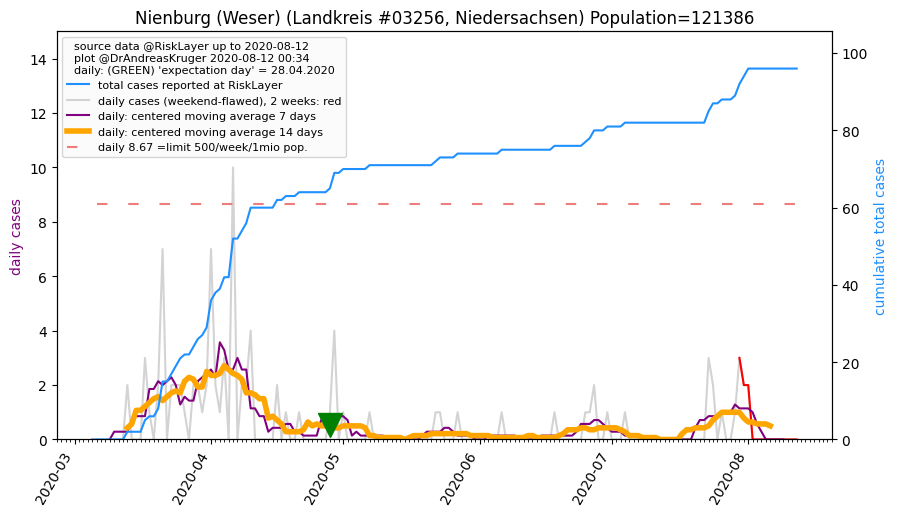 Nienburg (Weser) (Landkreis #03256, Niedersachsen) Population=121386
source data @RiskLayer up to 2020-08-12
plot @DrAndreasKruger 2020-08-12 00:34
daily: (GREEN) 'expectation day' = 28.04.2020
total cases reported at RiskLayer
daily cases (weekend-flawed), 2 weeks: red
daily: centered moving average 7 days
daily: centered moving average 14 days
daily 8.67 =limit 500/week/1mio pop.
daily cases
14
12
10
8
6
4
2
0
cumulative total cases
100
80
60
40
20
0
2020-03
2020-04
2020-05
2020-06
2020-07
2020-08